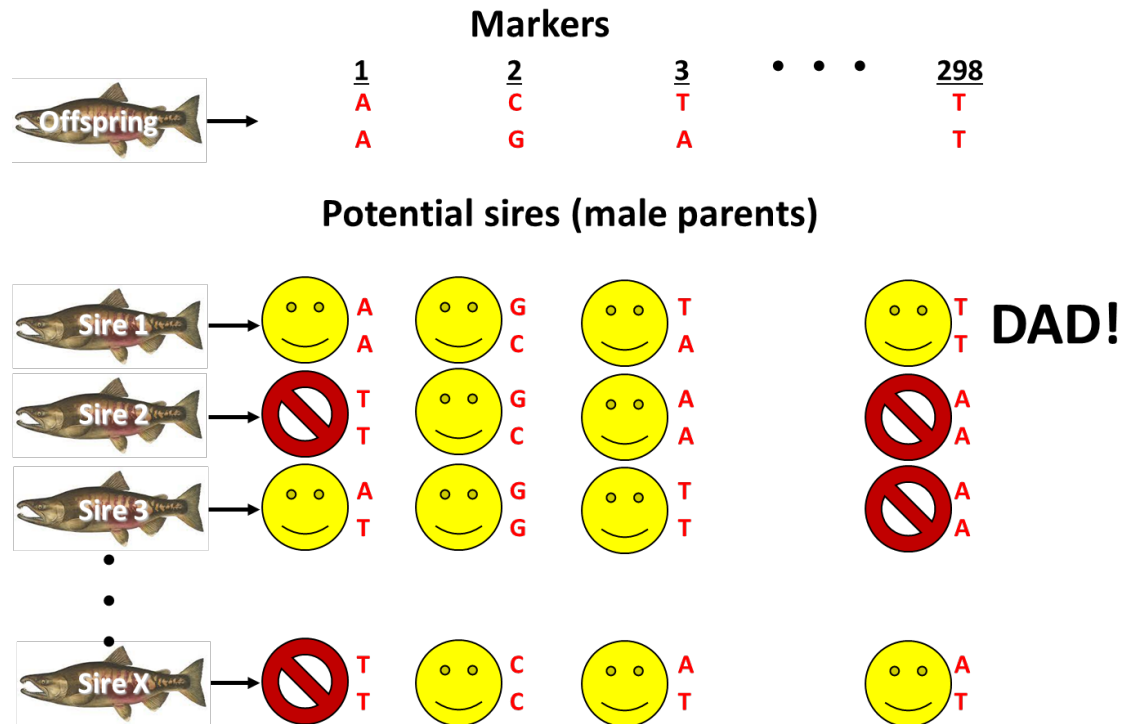 Markers
1 2 3 • • • 298
Offspring A C T T
A G A T
Potential sires (male parents)
Sire 1 A G T T DAD!
A C A T
Sire 2 T G A A
T C A A
Sire 3 A G T A
T G T A
Sire X T C A A
T C T T